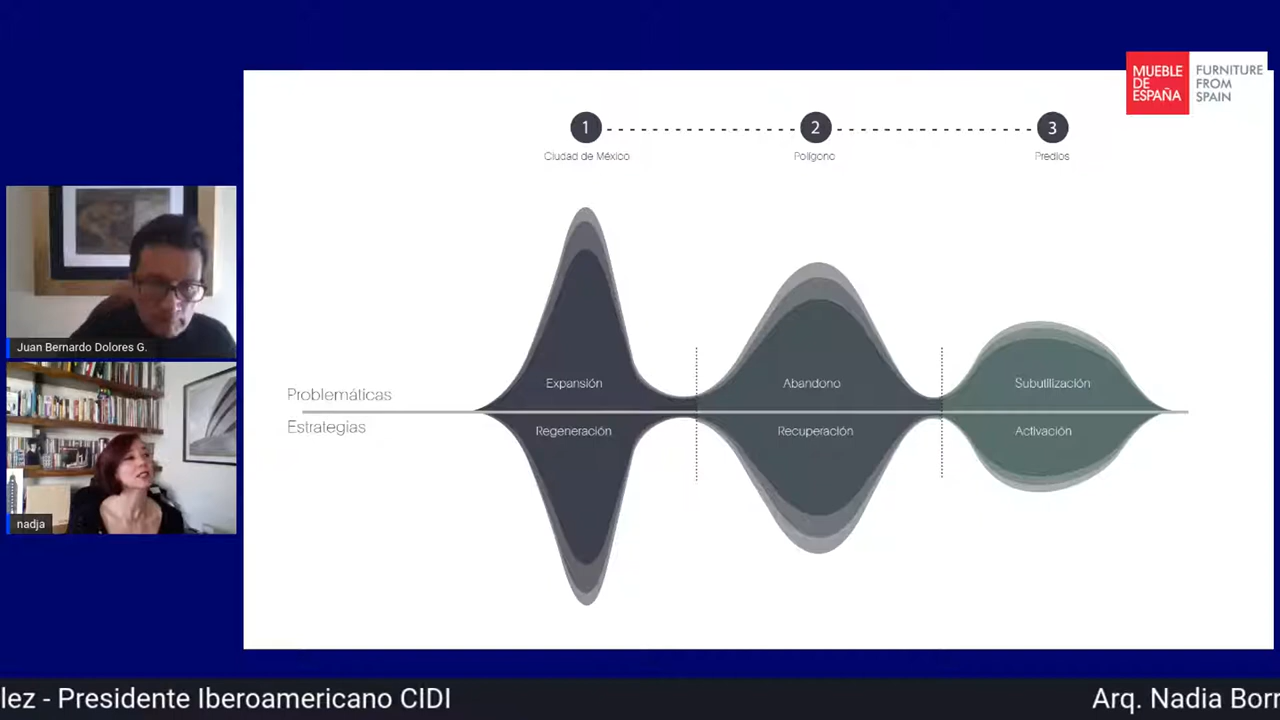 MUEBLE
DE
ESPAÑA
FURNITURE
FROM
SPAIN
1
2
3
Ciudad de México
Polígono
Predios
Problemáticas
Estrategias
Expansión
Abandono
Subutilización
Regeneración
Recuperación
Activación
Juan Bernardo Dolores G.
nadja
lez - Presidente Iberoamericano CIDI
Arq. Nadia Borr